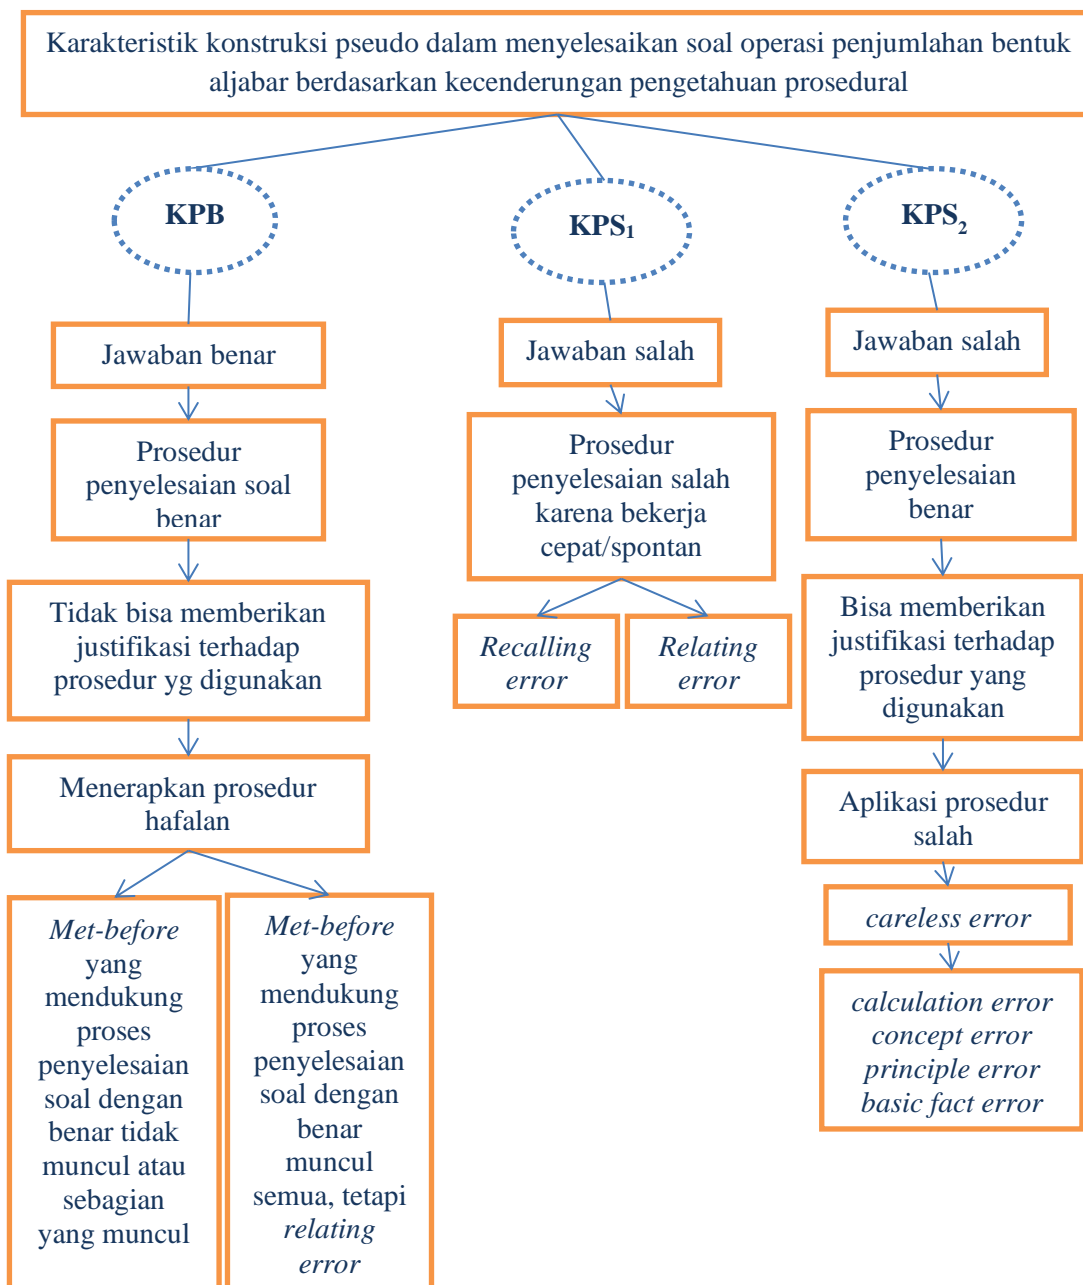 Karakteristik konstruksi pseudo dalam menyelesaikan soal operasi penjumlahan bentuk
aljabar berdasarkan kecenderungan pengetahuan prosedural
KPB
Jawaban benar
Prosedur
penyelesaian soal
benar
Tidak bisa memberikan
justifikasi terhadap
prosedur yg digunakan
Menerapkan prosedur
hafalan
Met-before
yang
mendukung
proses
penyelesaian
soal dengan
benar tidak
muncul atau
sebagian
yang muncul
Met-before
yang
mendukung
proses
penyelesaian
soal dengan
benar
muncul
semua, tetapi
relating
error
KPS₁
Jawaban salah
Prosedur
penyelesaian salah
karena bekerja
cepat/spontan
Recalling
error
Relating
error
KPS₂
Jawaban salah
Prosedur
penyelesaian
benar
Bisa memberikan
justifikasi terhadap
prosedur yang
digunakan
Aplikasi prosedur
salah
careless error
calculation error
concept error
principle error
basic fact error